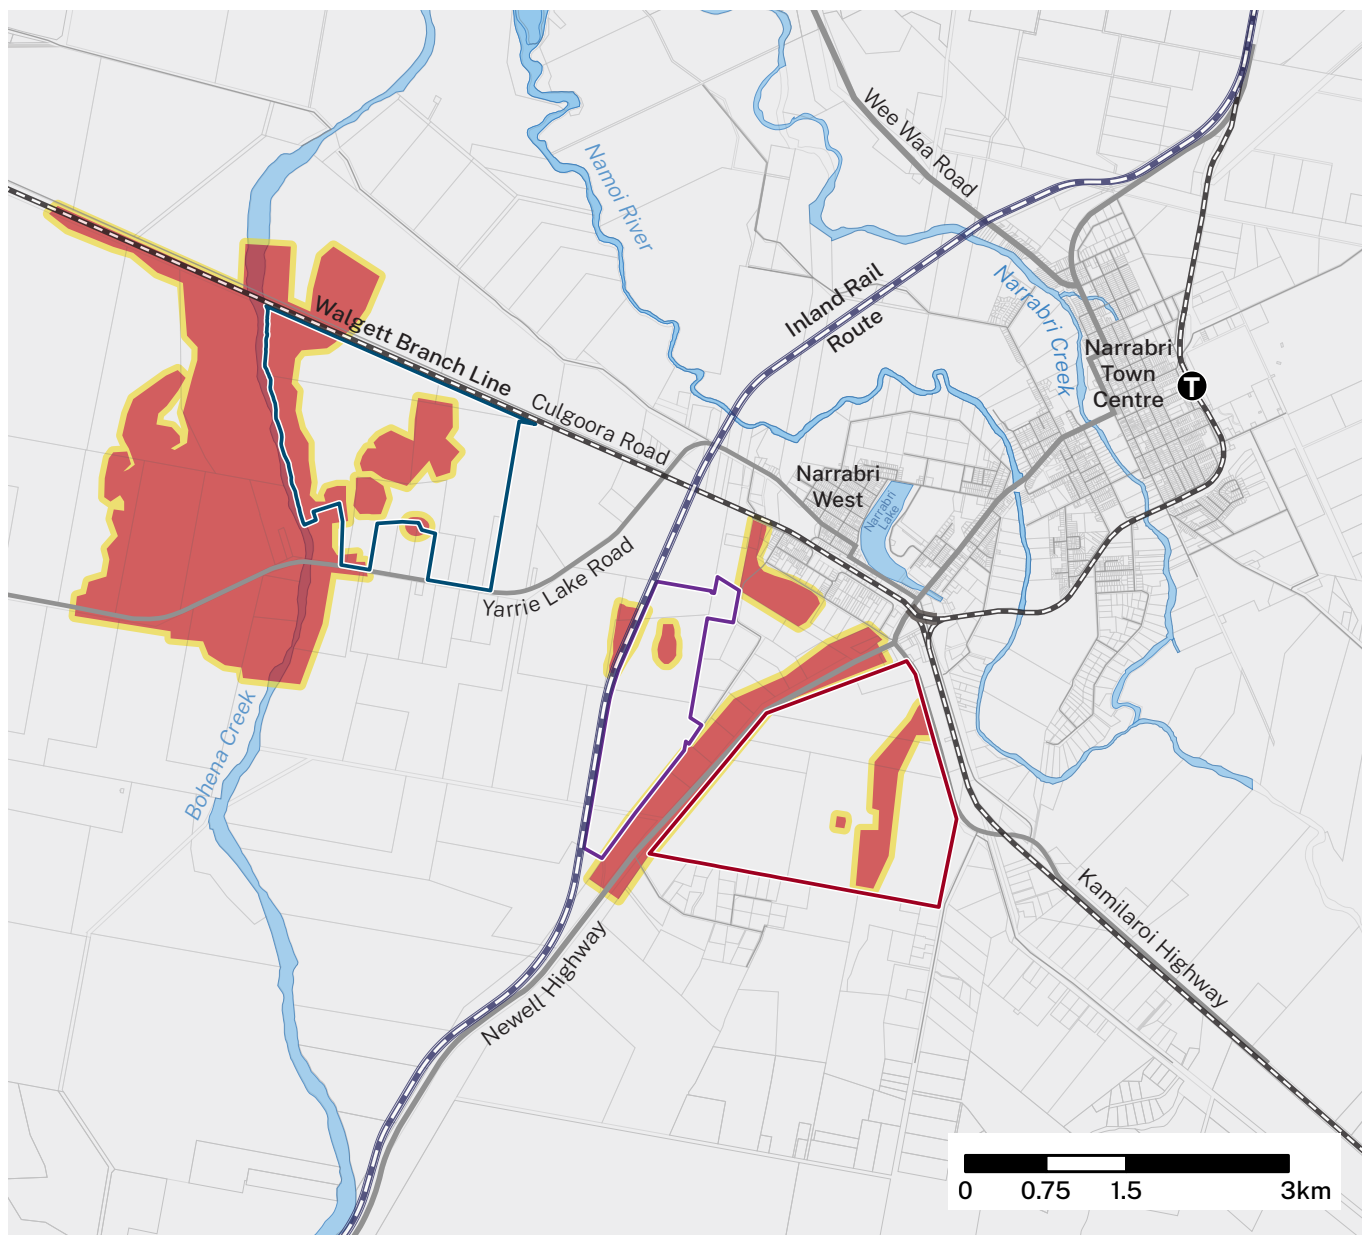 Wee Waa Road
Namoi River
Inland Rail
Route
Narrabri Creek
Walgett Branch Line
Narrabri
Town
Centre
T
Culgoora Road
Narrabri
West
Narrabri
Lake
Yarrie Lake Road
Bohena Creek
Kamilaroi Highway
Newell Highway
0 0.75 1.5 3km